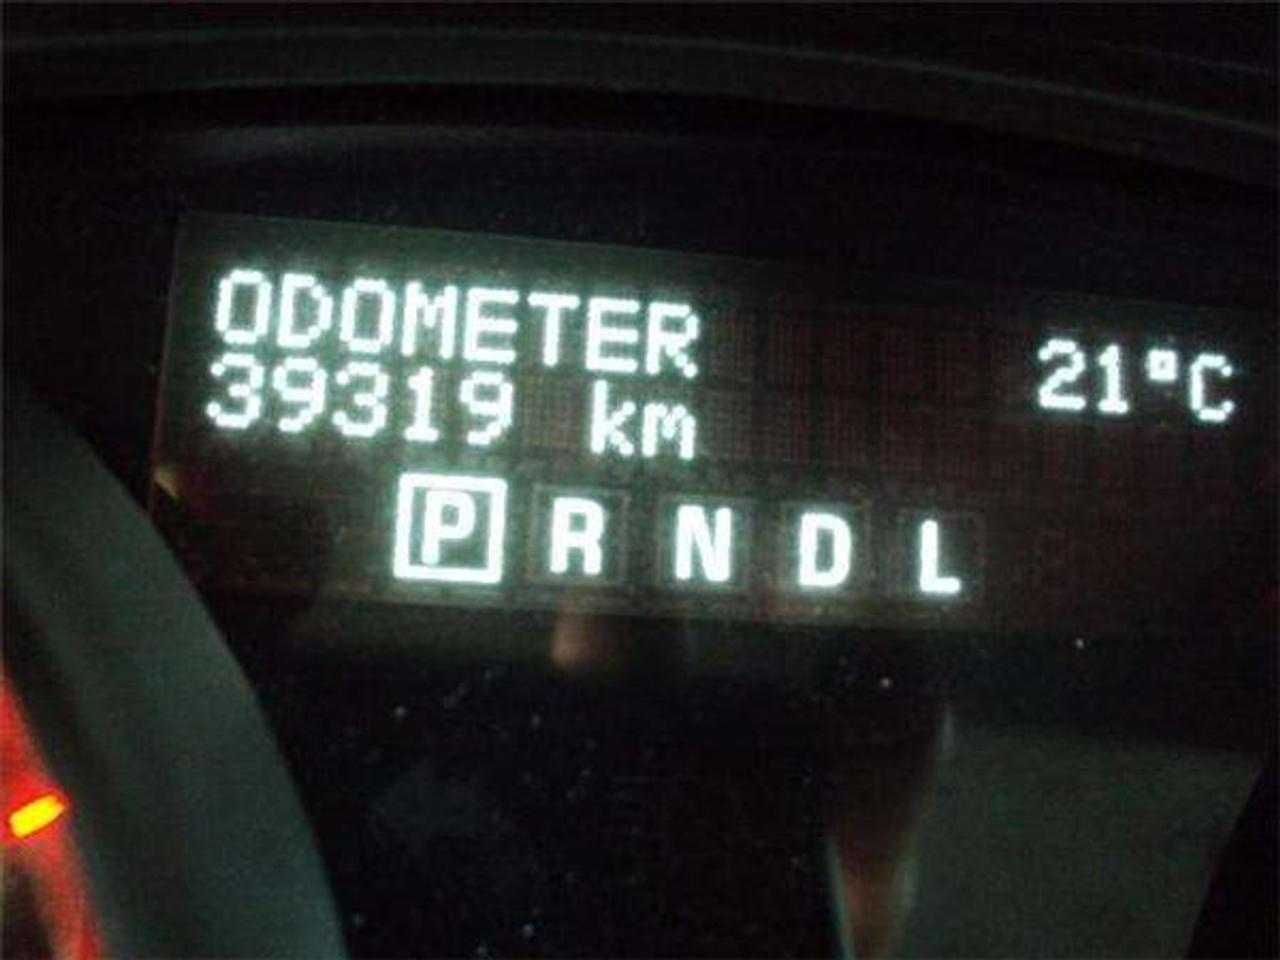 ODOMETER 21°C
39319 km
P R N D L